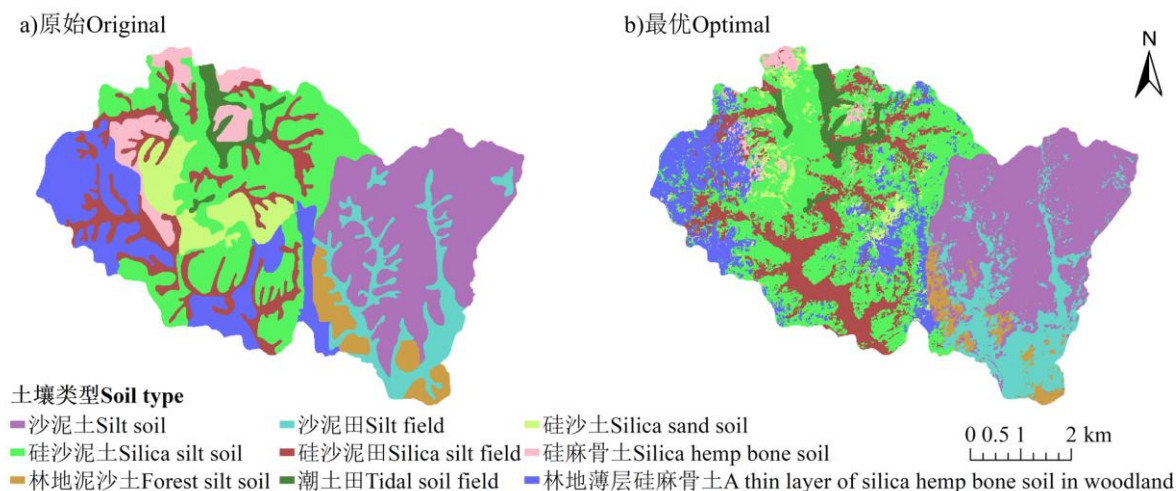 a)原始Original
b)最优Optimal
N
土壤类型Soil type
沙泥土Silt soil
沙泥田Silt field
硅沙土Silica sand soil
硅沙泥土Silica silt soil
硅沙泥田Silica silt field
硅麻骨土Silica hemp bone soil
林地泥沙土Forest silt soil
潮土田Tidal soil field
林地薄层硅麻骨土A thin layer of silica hemp bone soil in woodland
0 0.5 1 2 km